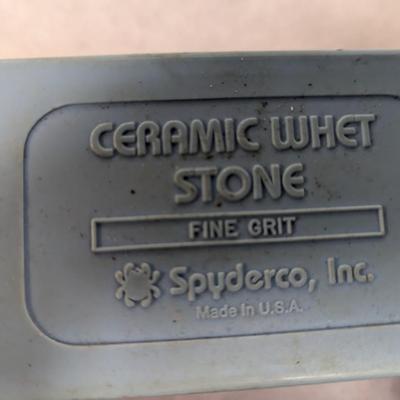 CERAMIC WHET
STONE
FINE GRIT
Spyderco, Inc.
Made In U.S.A.